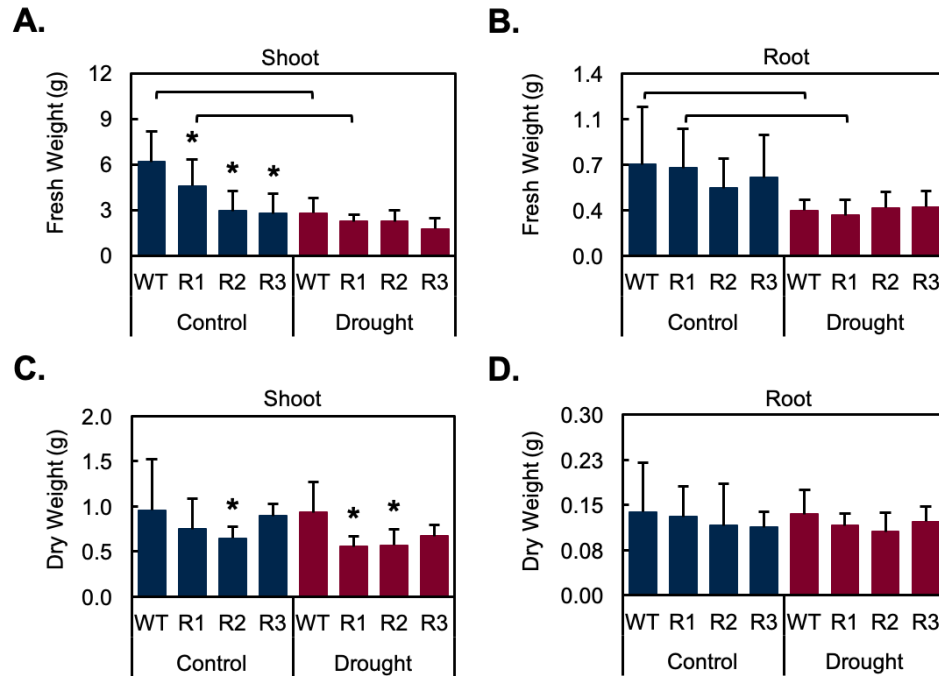 A.
Shoot
Fresh Weight (g)
12
9
6
3
0
* * *
WT R1 R2 R3 WT R1 R2 R3
Control Drought
B.
Root
Fresh Weight (g)
1.4
1.1
0.7
0.4
0.0
WT R1 R2 R3 WT R1 R2 R3
Control Drought
C.
Shoot
Dry Weight (g)
2.0
1.5
1.0
0.5
0.0
* * *
WT R1 R2 R3 WT R1 R2 R3
Control Drought
D.
Root
Dry Weight (g)
0.30
0.23
0.15
0.08
0.00
WT R1 R2 R3 WT R1 R2 R3
Control Drought